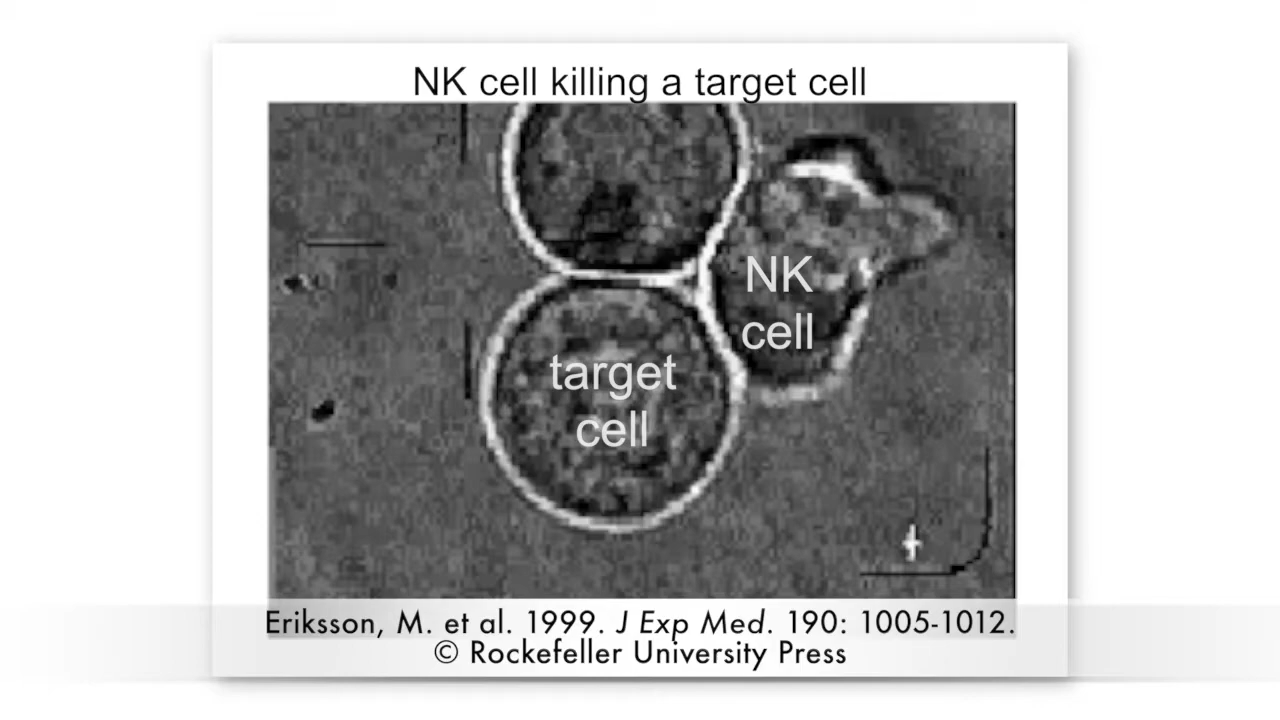 NK cell killing a target cell
NK
cell
target
cell
Eriksson, M. et al. 1999. J Exp Med. 190: 1005-1012.
© Rockefeller University Press